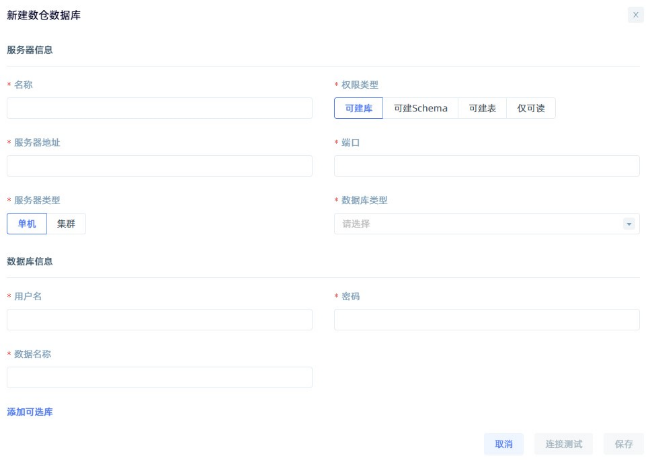 新建数仓数据库
×
服务器信息
* 名称
* 权限类型
可建库 可建Schema 可建表 仅可读
* 服务器地址
* 端口
* 服务器类型
* 数据库类型
单机 集群
请选择
数据库信息
* 用户名
* 密码
* 数据名称
添加可选库
取消 连接测试 保存